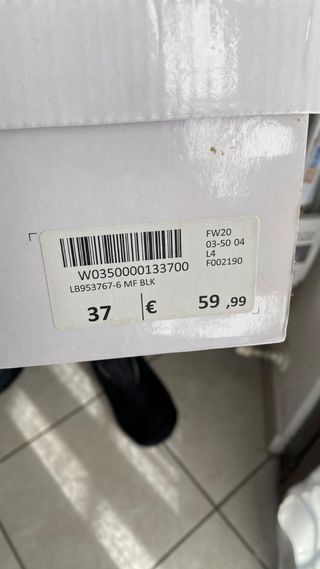 FW20
03-50 04
L4
F002190
W0350000133700
LB953767-6 MF BLK
37 € 59 ,99